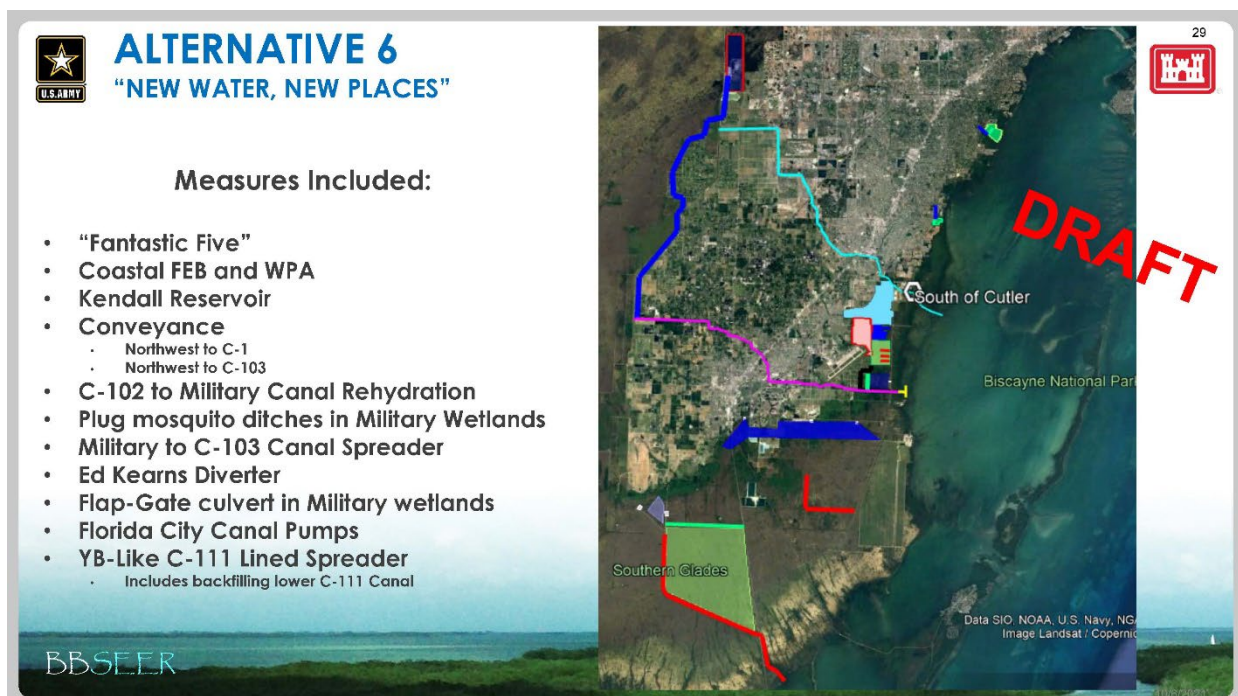 29
U.S.ARMY
ALTERNATIVE 6
“NEW WATER, NEW PLACES”
Measures Included:
• “Fantastic Five”
• Coastal FEB and WPA
• Kendall Reservoir
• Conveyance
• Northwest to C-1
• Northwest to C-103
• C-102 to Military Canal Rehydration
• Plug mosquito ditches in Military Wetlands
• Military to C-103 Canal Spreader
• Ed Kearns Diverter
• Flap-Gate culvert in Military wetlands
• Florida City Canal Pumps
• YB-Like C-111 Lined Spreader
• Includes backfilling lower C-111 Canal
BBSEER
DRAFT
South of Cutler
Biscayne National Park
Southern Glades
Data SIO, NOAA, U.S. Navy, NGA
Image Landsat / Copernic